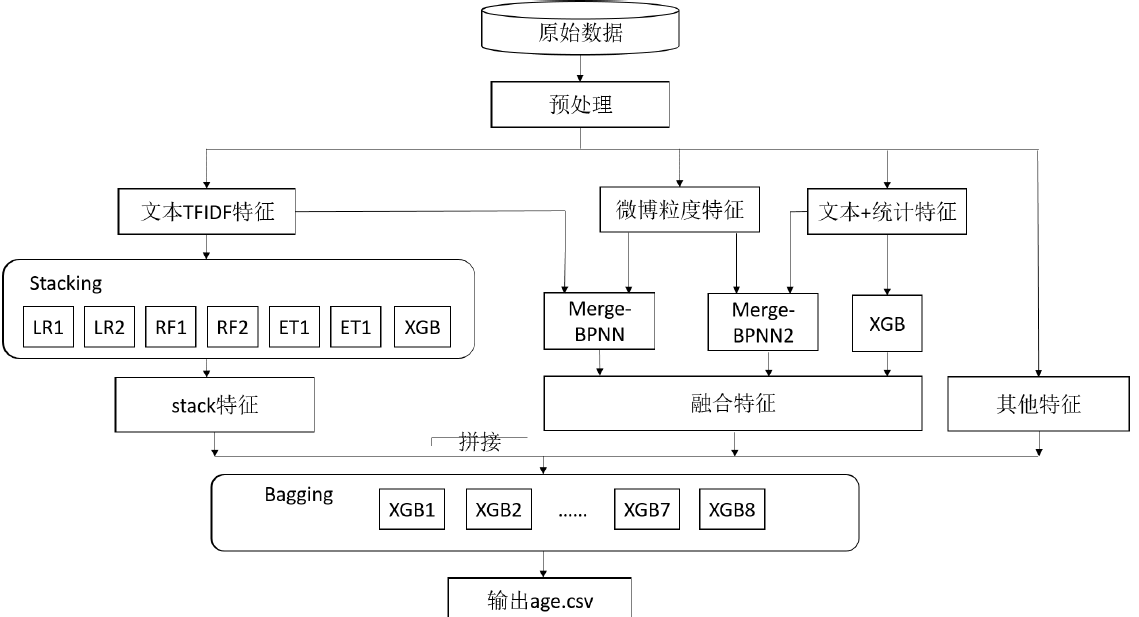 原始数据
预处理
文本TFIDF特征
微博粒度特征
文本+统计特征
Stacking
LR1
LR2
RF1
RF2
ET1
ET1
XGB
Merge-
BPNN
Merge-
BPNN2
XGB
stack特征
融合特征
其他特征
拼接
Bagging
XGB1
XGB2
......
XGB7
XGB8
输出age.csv